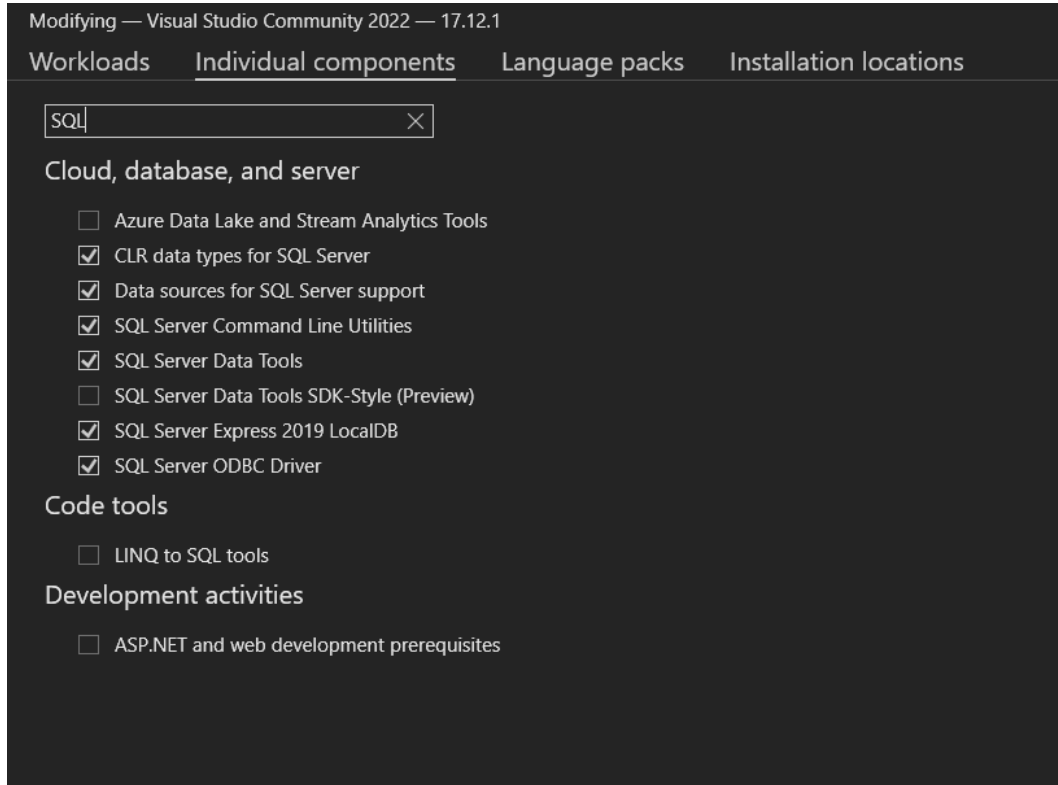 Modifying — Visual Studio Community 2022 — 17.12.1
Workloads Individual components Language packs Installation locations
SQL
Cloud, database, and server
Azure Data Lake and Stream Analytics Tools
CLR data types for SQL Server
Data sources for SQL Server support
SQL Server Command Line Utilities
SQL Server Data Tools
SQL Server Data Tools SDK-Style (Preview)
SQL Server Express 2019 LocalDB
SQL Server ODBC Driver
Code tools
LINQ to SQL tools
Development activities
ASP.NET and web development prerequisites